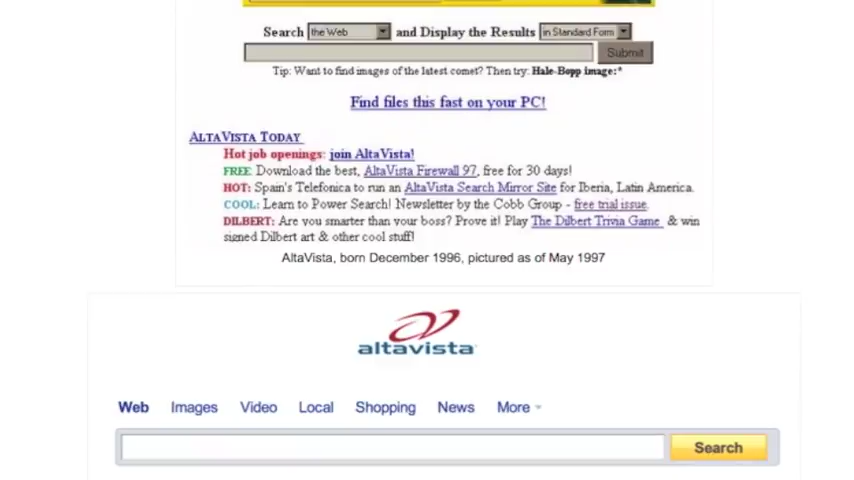 Search the Web and Display the Results in Standard Form
Submit
Tip: Want to find images of the latest comet? Then try: Hale-Bopp image:*
Find files this fast on your PC!
ALTAVISTA TODAY
Hot job openings: join AltaVista!
FREE: Download the best, AltaVista Firewall 97, free for 30 days!
HOT: Spain's Telefonica to run an AltaVista Search Mirror Site for Iberia, Latin America.
COOL: Learn to Power Search! Newsletter by the Cobb Group - free trial issue.
DILBERT: Are you smarter than your boss? Prove it! Play The Dilbert Trivia Game & win
signed Dilbert art & other cool stuff!
AltaVista, born December 1996, pictured as of May 1997
altavista
Web Images Video Local Shopping News More
Search